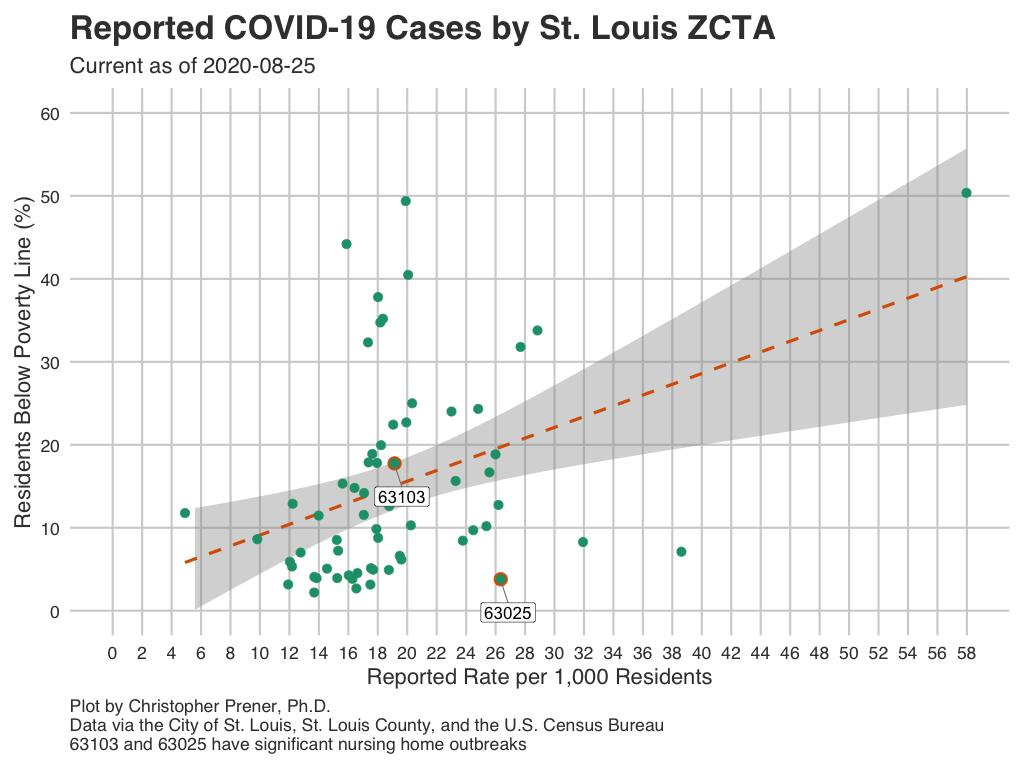 Reported COVID-19 Cases by St. Louis ZCTA
Current as of 2020-08-25
Residents Below Poverty Line (%)
60
50
40
30
20
10
0
63103
63025
0 2 4 6 8 10 12 14 16 18 20 22 24 26 28 30 32 34 36 38 40 42 44 46 48 50 52 54 56 58
Reported Rate per 1,000 Residents
Plot by Christopher Prener, Ph.D.
Data via the City of St. Louis, St. Louis County, and the U.S. Census Bureau
63103 and 63025 have significant nursing home outbreaks